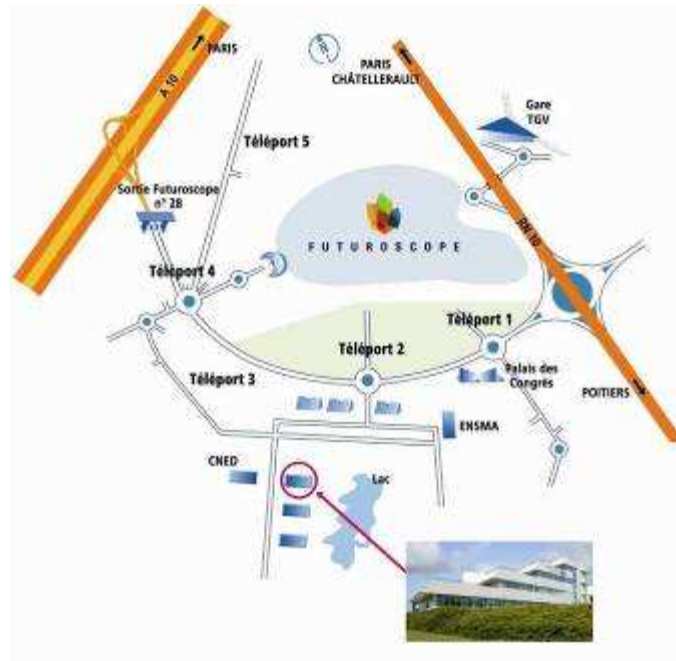 PARIS
A 10
PARIS
CHÂTELLERAULT
Gare
TGV
Téléport 5
Sortie Futuroscope
n° 28
FUTUROSCOPE
RN 10
Téléport 4
Téléport 1
Téléport 2
Téléport 3
Palais des
Congrés
POITIERS
ENSMA
CNED
Lac